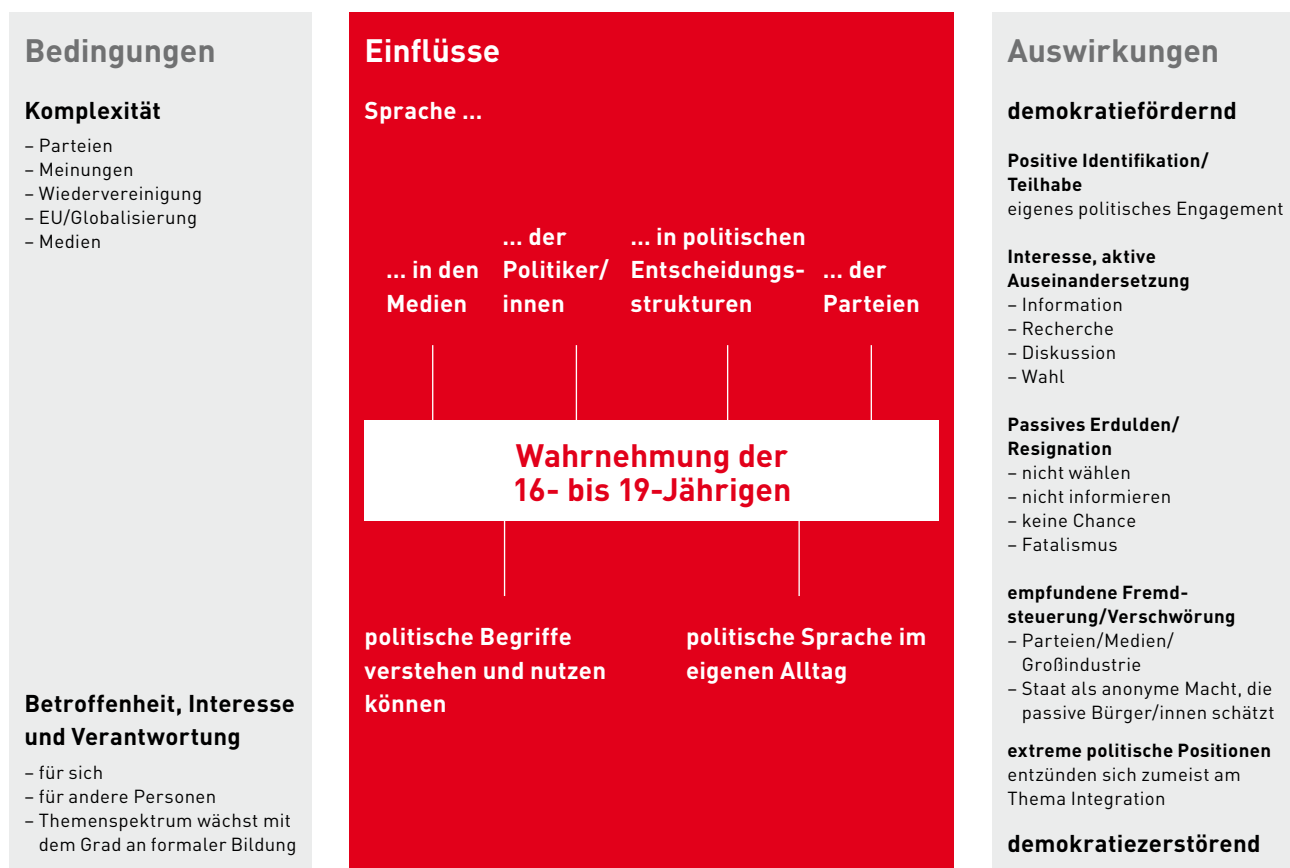 Bedingungen
Komplexität
– Parteien
– Meinungen
– Wiedervereinigung
– EU/Globalisierung
– Medien
Betroffenheit, Interesse
und Verantwortung
– für sich
– für andere Personen
– Themenspektrum wächst mit
dem Grad an formaler Bildung
Einflüsse
Sprache ...
... in den
Medien
... der
Politiker/
innen
... in politischen
Entscheidungs-
strukturen
... der
Parteien
Wahrnehmung der
16- bis 19-Jährigen
politische Begriffe
verstehen und nutzen
können
politische Sprache im
eigenen Alltag
Auswirkungen
demokratiefördernd
Positive Identifikation/
Teilhabe
eigenes politisches Engagement
Interesse, aktive
Auseinandersetzung
– Information
– Recherche
– Diskussion
– Wahl
Passives Erdulden/
Resignation
– nicht wählen
– nicht informieren
– keine Chance
– Fatalismus
empfundene Fremd-
steuerung/Verschwörung
– Parteien/Medien/
Großindustrie
– Staat als anonyme Macht, die
passive Bürger/innen schätzt
extreme politische Positionen
entzünden sich zumeist am
Thema Integration
demokratiezerstörend